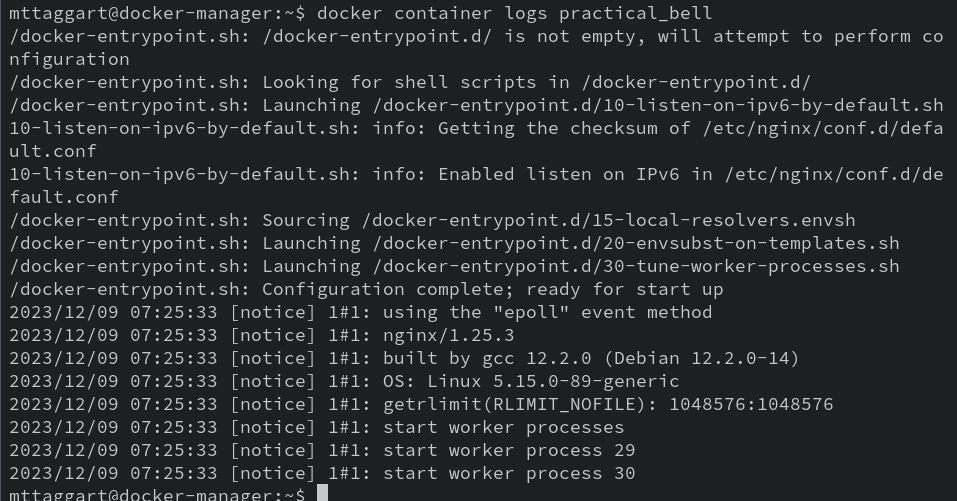 mttaggart@docker-manager:~$ docker container logs practical_bell
/docker-entrypoint.sh: /docker-entrypoint.d/ is not empty, will attempt to perform co
nfiguration
/docker-entrypoint.sh: Looking for shell scripts in /docker-entrypoint.d/
/docker-entrypoint.sh: Launching /docker-entrypoint.d/10-listen-on-ipv6-by-default.sh
10-listen-on-ipv6-by-default.sh: info: Getting the checksum of /etc/nginx/conf.d/defa
ult.conf
10-listen-on-ipv6-by-default.sh: info: Enabled listen on IPv6 in /etc/nginx/conf.d/de
fault.conf
/docker-entrypoint.sh: Sourcing /docker-entrypoint.d/15-local-resolvers.envsh
/docker-entrypoint.sh: Launching /docker-entrypoint.d/20-envsubst-on-templates.sh
/docker-entrypoint.sh: Launching /docker-entrypoint.d/30-tune-worker-processes.sh
/docker-entrypoint.sh: Configuration complete; ready for start up
2023/12/09 07:25:33 [notice] 1#1: using the "epoll" event method
2023/12/09 07:25:33 [notice] 1#1: nginx/1.25.3
2023/12/09 07:25:33 [notice] 1#1: built by gcc 12.2.0 (Debian 12.2.0-14)
2023/12/09 07:25:33 [notice] 1#1: OS: Linux 5.15.0-89-generic
2023/12/09 07:25:33 [notice] 1#1: getrlimit(RLIMIT_NOFILE): 1048576:1048576
2023/12/09 07:25:33 [notice] 1#1: start worker processes
2023/12/09 07:25:33 [notice] 1#1: start worker process 29
2023/12/09 07:25:33 [notice] 1#1: start worker process 30
mttaggart@docker-manager:~$